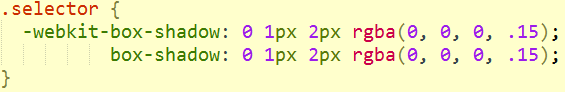 .selector {
  -webkit-box-shadow: 0 1px 2px rgba(0, 0, 0, .15);
          box-shadow: 0 1px 2px rgba(0, 0, 0, .15);
}